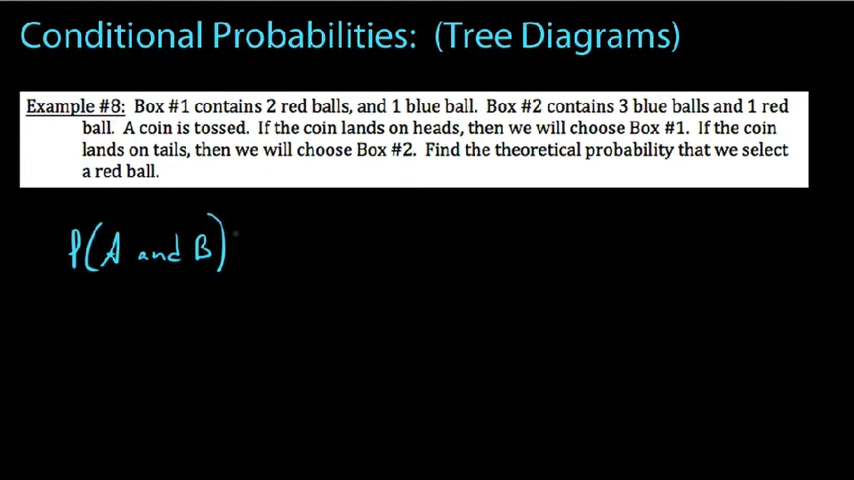 Conditional Probabilities: (Tree Diagrams)
Example #8: Box #1 contains 2 red balls, and 1 blue ball. Box #2 contains 3 blue balls and 1 red
ball. A coin is tossed. If the coin lands on heads, then we will choose Box #1. If the coin
lands on tails, then we will choose Box #2. Find the theoretical probability that we select
a red ball.
P(A and B)